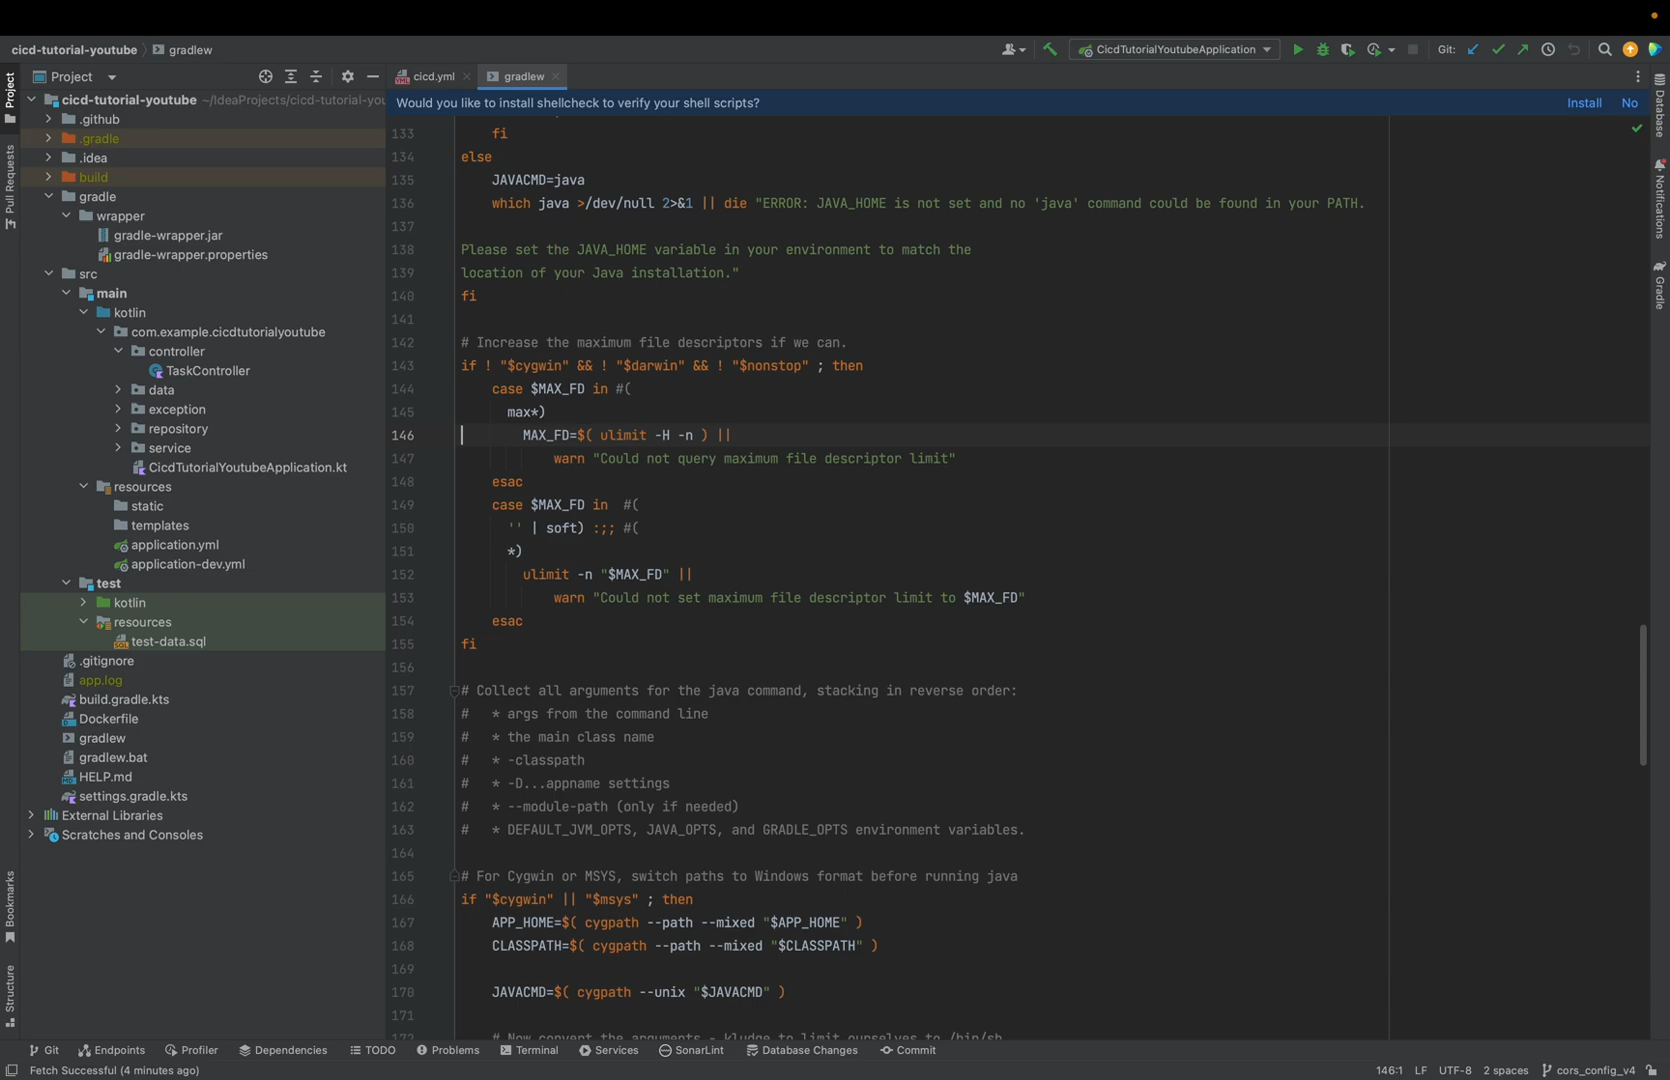 cicd-tutorial-youtube
gradlew
CicdTutorialYoutubeApplication
Git:
Project
cicd.yml
gradlew
Would you like to install shellcheck to verify your shell scripts?
Install
No
Project
Pull Requests
Bookmarks
Structure
cicd-tutorial-youtube ~/IdeaProjects/cicd-tutorial-you
.github
.gradle
.idea
build
gradle
wrapper
gradle-wrapper.jar
gradle-wrapper.properties
src
main
kotlin
com.example.cicdtutorialyoutube
controller
TaskController
data
exception
repository
service
CicdTutorialYoutubeApplication.kt
resources
static
templates
application.yml
application-dev.yml
test
kotlin
resources
test-data.sql
.gitignore
app.log
build.gradle.kts
Dockerfile
gradlew
gradlew.bat
HELP.md
settings.gradle.kts
External Libraries
Scratches and Consoles
133 fi
134 else
135 JAVACMD=java
136 which java >/dev/null 2>&1 || die "ERROR: JAVA_HOME is not set and no 'java' command could be found in your PATH.
137
138 Please set the JAVA_HOME variable in your environment to match the
139 location of your Java installation."
140 fi
141
142 # Increase the maximum file descriptors if we can.
143 if ! "$cygwin" && ! "$darwin" && ! "$nonstop" ; then
144 case $MAX_FD in #(
145 max*)
146 MAX_FD=$( ulimit -H -n ) ||
147 warn "Could not query maximum file descriptor limit"
148 esac
149 case $MAX_FD in  #(
150 '' | soft) :;; #(
151 *)
152 ulimit -n "$MAX_FD" ||
153 warn "Could not set maximum file descriptor limit to $MAX_FD"
154 esac
155 fi
156
157 # Collect all arguments for the java command, stacking in reverse order:
158 #   * args from the command line
159 #   * the main class name
160 #   * -classpath
161 #   * -D...appname settings
162 #   * --module-path (only if needed)
163 #   * DEFAULT_JVM_OPTS, JAVA_OPTS, and GRADLE_OPTS environment variables.
164
165 # For Cygwin or MSYS, switch paths to Windows format before running java
166 if "$cygwin" || "$msys" ; then
167 APP_HOME=$( cygpath --path --mixed "$APP_HOME" )
168 CLASSPATH=$( cygpath --path --mixed "$CLASSPATH" )
169
170 JAVACMD=$( cygpath --unix "$JAVACMD" )
171
172 # Now convert the arguments - kludge to limit ourselves to /bin/sh
Database
Notifications
Gradle
Git
Endpoints
Profiler
Dependencies
TODO
Problems
Terminal
Services
SonarLint
Database Changes
Commit
Fetch Successful (4 minutes ago)
146:1
LF
UTF-8
2 spaces
cors_config_v4